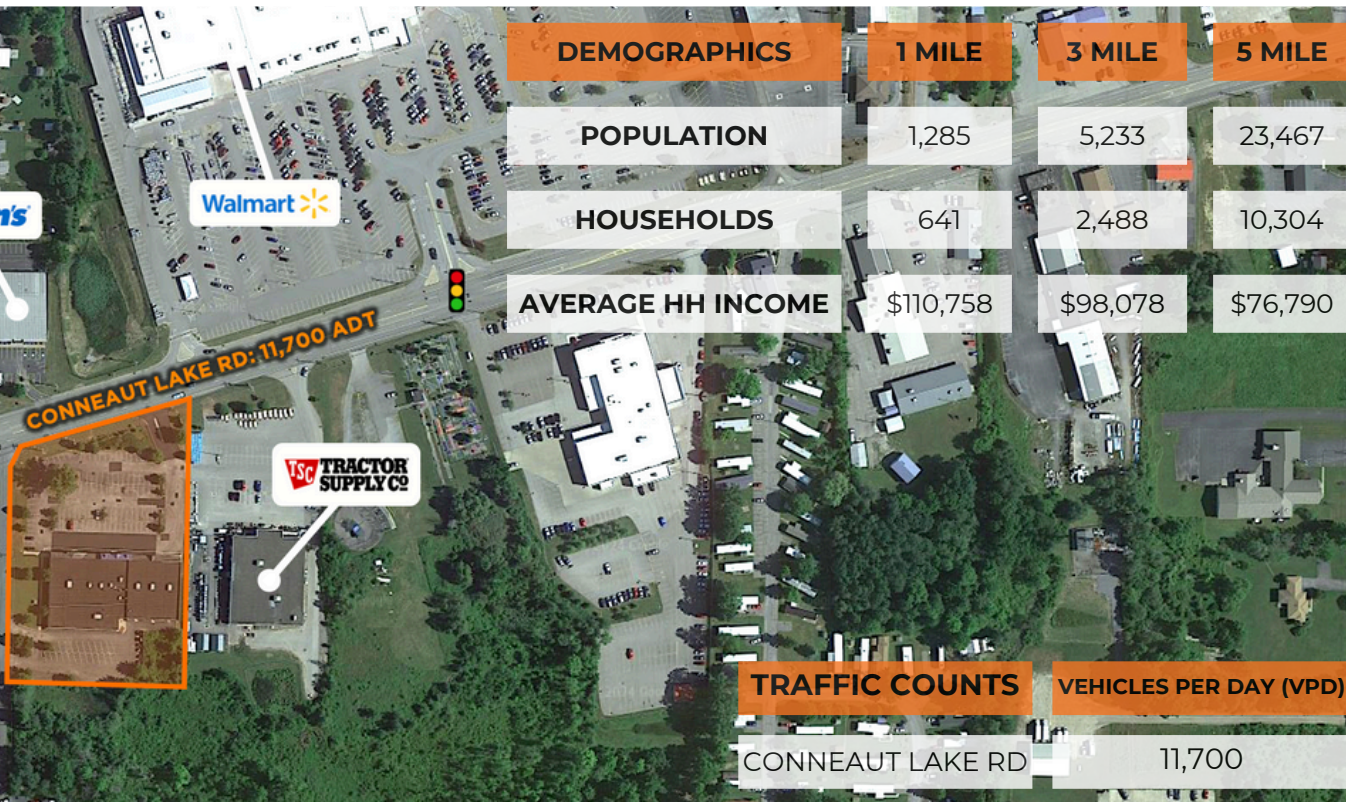 DEMOGRAPHICS 1 MILE 3 MILE 5 MILE
POPULATION 1,285 5,233 23,467
HOUSEHOLDS 641 2,488 10,304
AVERAGE HH INCOME $110,758 $98,078 $76,790
Walmart
CONNEAUT LAKE RD: 11,700 ADT
TSC TRACTOR
SUPPLY CO
TRAFFIC COUNTS VEHICLES PER DAY (VPD)
CONNEAUT LAKE RD 11,700